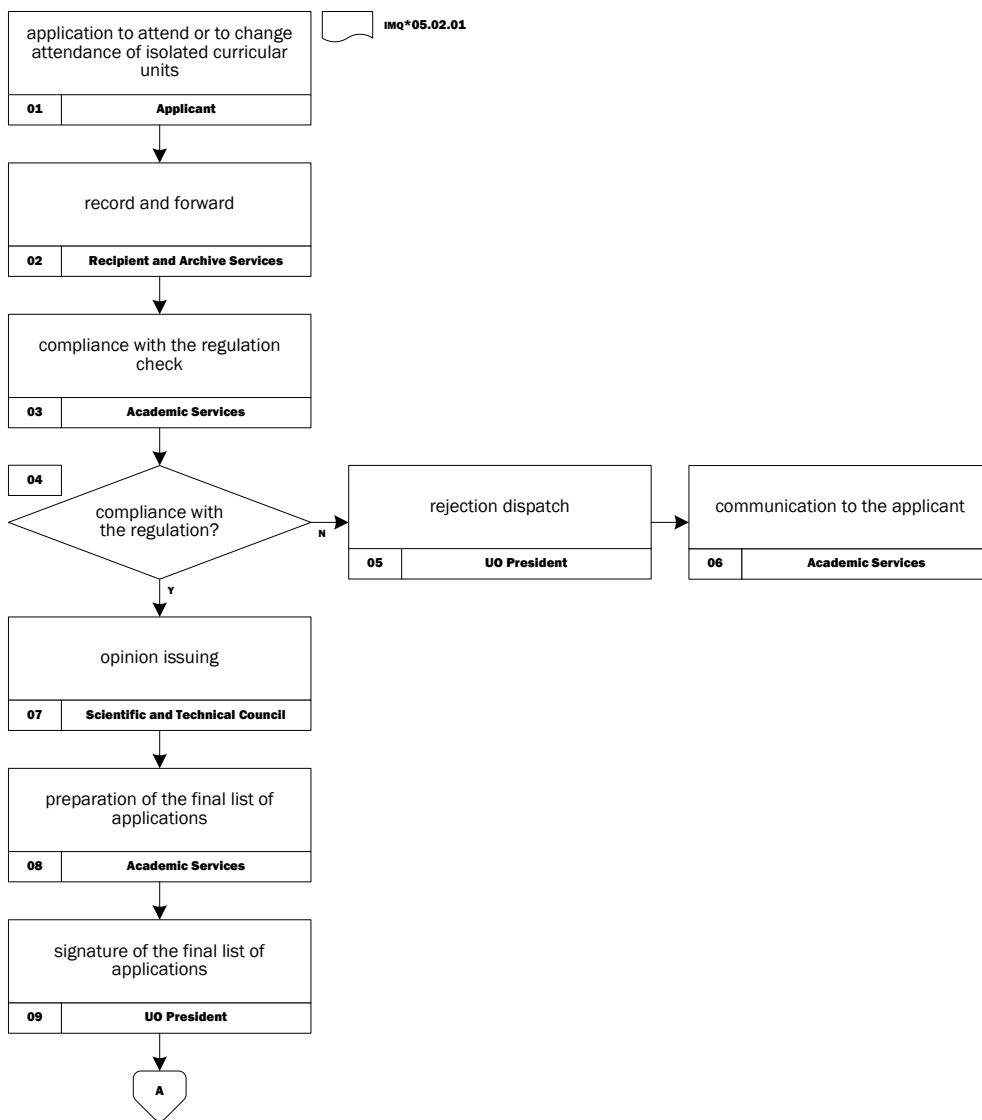 application to attend or to change
attendance of isolated curricular
units
01 Applicant
IMQ*05.02.01
record and forward
02 Recipient and Archive Services
compliance with the regulation
check
03 Academic Services
04
compliance with
the regulation?
N
rejection dispatch
05 UO President
communication to the applicant
06 Academic Services
Y
opinion issuing
07 Scientific and Technical Council
preparation of the final list of
applications
08 Academic Services
signature of the final list of
applications
09 UO President
A